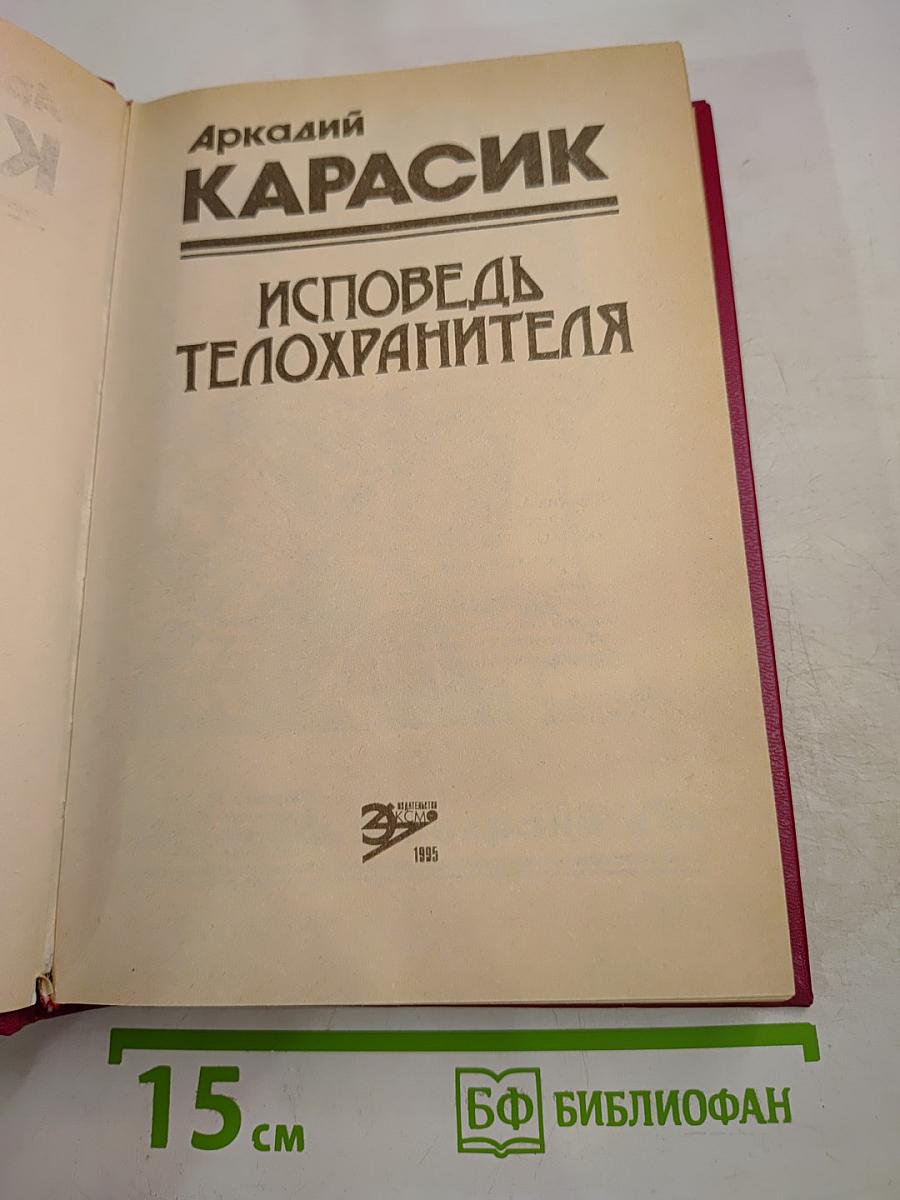 Аркадий
КАРАСИК
ИСПОВЕДЬ
ТЕЛОХРАНИТЕЛЯ
ИЗДАТЕЛЬСТВО
ЭКСМО
1995
15 см
БФ БИБЛИОФАН